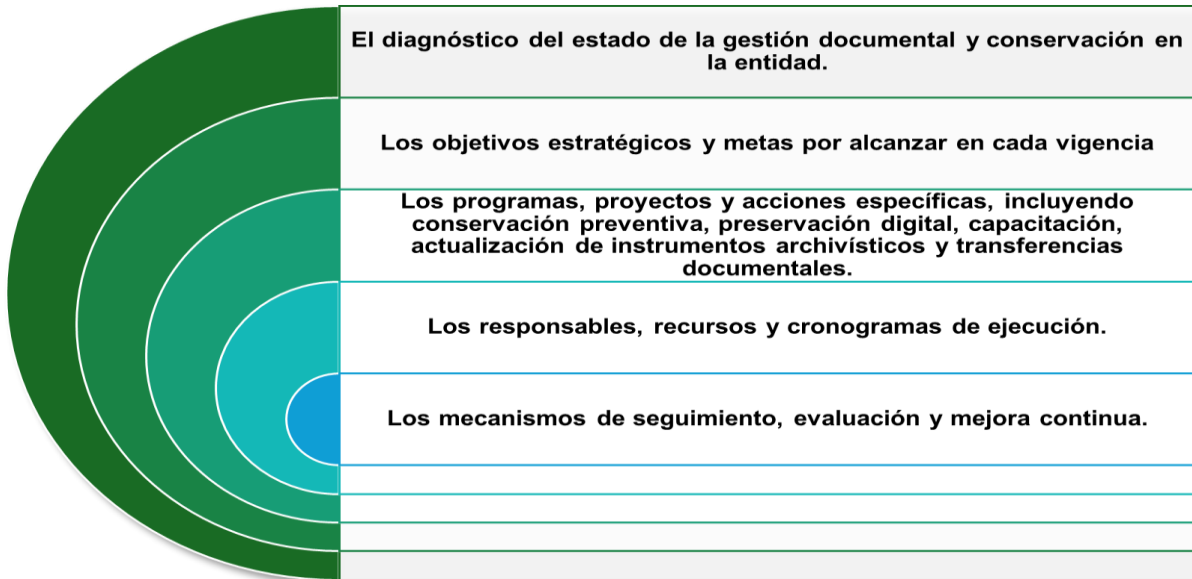 El diagnóstico del estado de la gestión documental y conservación en
la entidad.
Los objetivos estratégicos y metas por alcanzar en cada vigencia
Los programas, proyectos y acciones específicas, incluyendo
conservación preventiva, preservación digital, capacitación,
actualización de instrumentos archivísticos y transferencias
documentales.
Los responsables, recursos y cronogramas de ejecución.
Los mecanismos de seguimiento, evaluación y mejora continua.